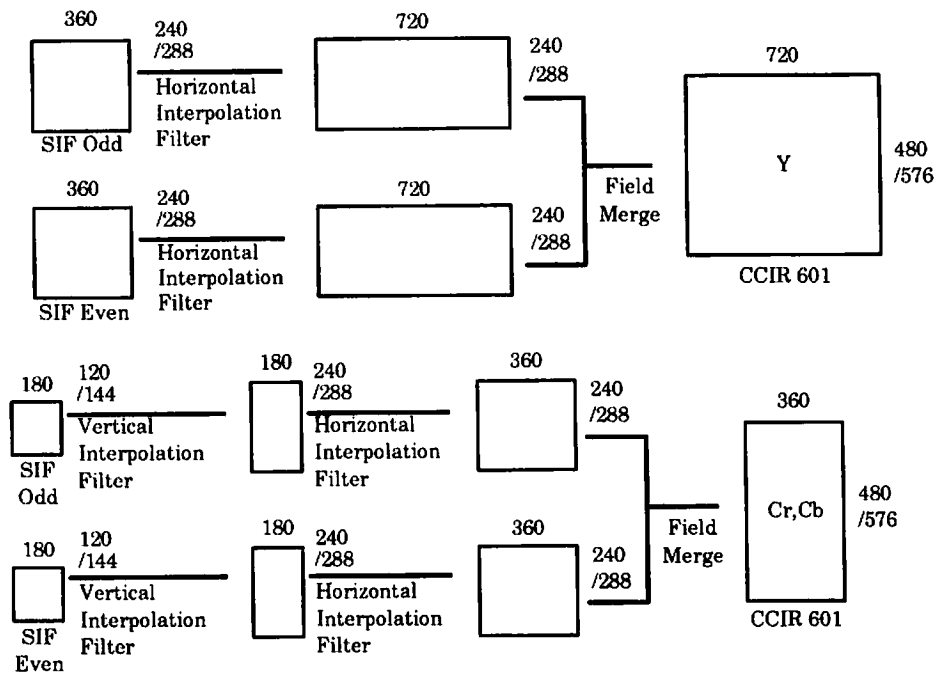 360
240
/288
Horizontal
Interpolation
Filter
SIF Odd
720
240
/288
360
240
/288
Horizontal
Interpolation
Filter
SIF Even
720
240
/288
Field
Merge
720
Y
480
/576
CCIR 601
180
120
/144
Vertical
Interpolation
Filter
SIF
Odd
180
240
/288
Horizontal
Interpolation
Filter
360
240
/288
180
120
/144
Vertical
Interpolation
Filter
SIF
Even
180
240
/288
Horizontal
Interpolation
Filter
360
240
/288
Field
Merge
360
Cr,Cb
480
/576
CCIR 601